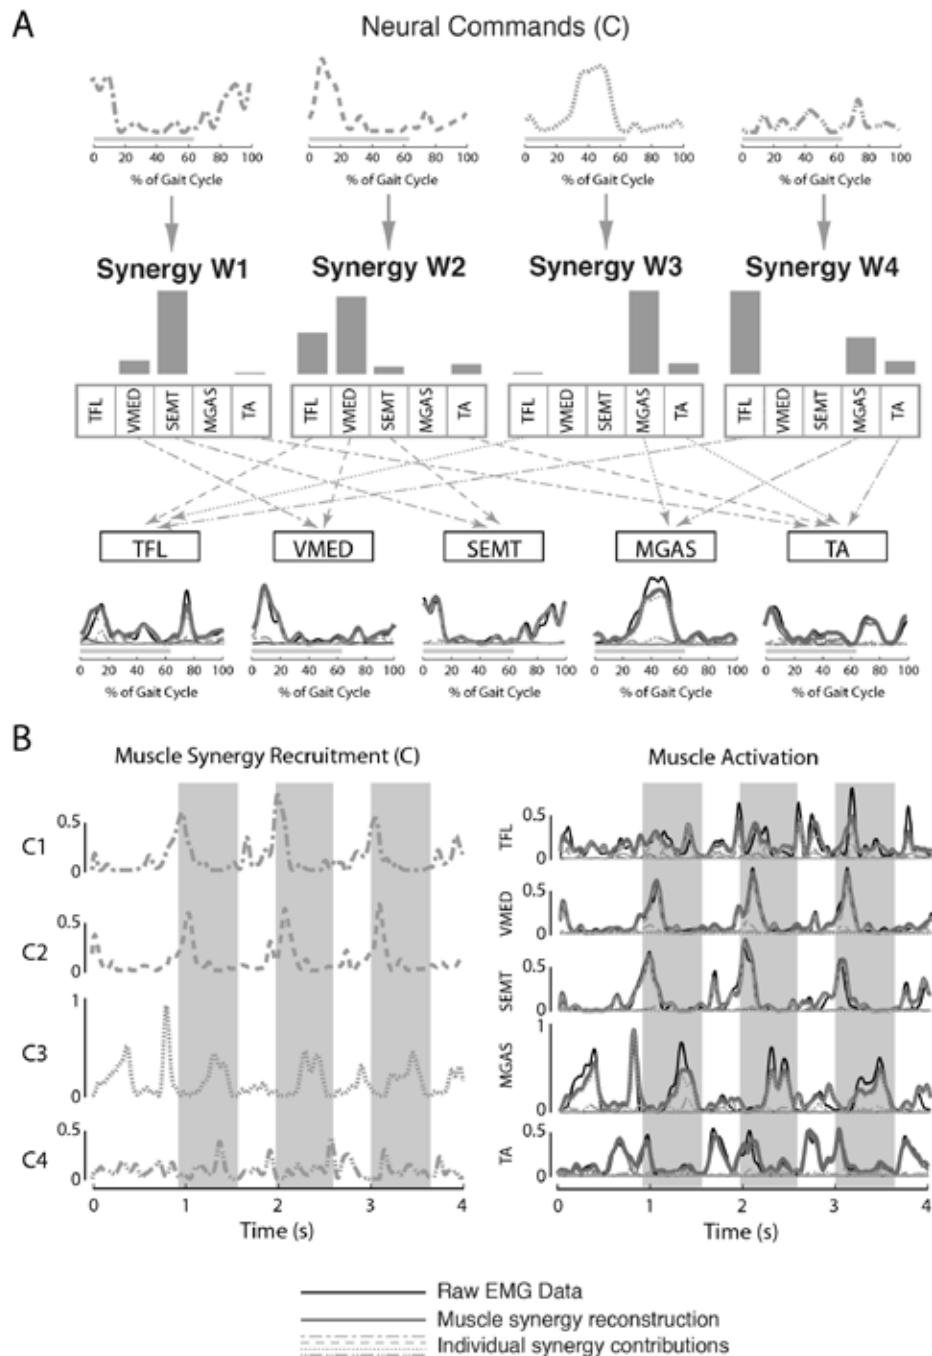 A
Neural Commands (C)
0 20 40 60 80 100
0 20 40 60 80 100
0 20 40 60 80 100
0 20 40 60 80 100
% of Gait Cycle
% of Gait Cycle
% of Gait Cycle
% of Gait Cycle
Synergy W1
Synergy W2
Synergy W3
Synergy W4
TFL VMED SEMT MGAS TA
TFL VMED SEMT MGAS TA
TFL VMED SEMT MGAS TA
TFL VMED SEMT MGAS TA
TFL
VMED
SEMT
MGAS
TA
0 20 40 60 80 100
0 20 40 60 80 100
0 20 40 60 80 100
0 20 40 60 80 100
0 20 40 60 80 100
% of Gait Cycle
% of Gait Cycle
% of Gait Cycle
% of Gait Cycle
% of Gait Cycle
B
Muscle Synergy Recruitment (C)
C1
0.5
0
C2
0.5
0
C3
1
0
C4
0.5
0
0 1 2 3 4
Time (s)
Muscle Activation
TFL
0.5
0
VMED
0.5
0
SEMT
0.5
0
MGAS
1
0
TA
0.5
0
0 1 2 3 4
Time (s)
Raw EMG Data
Muscle synergy reconstruction
Individual synergy contributions